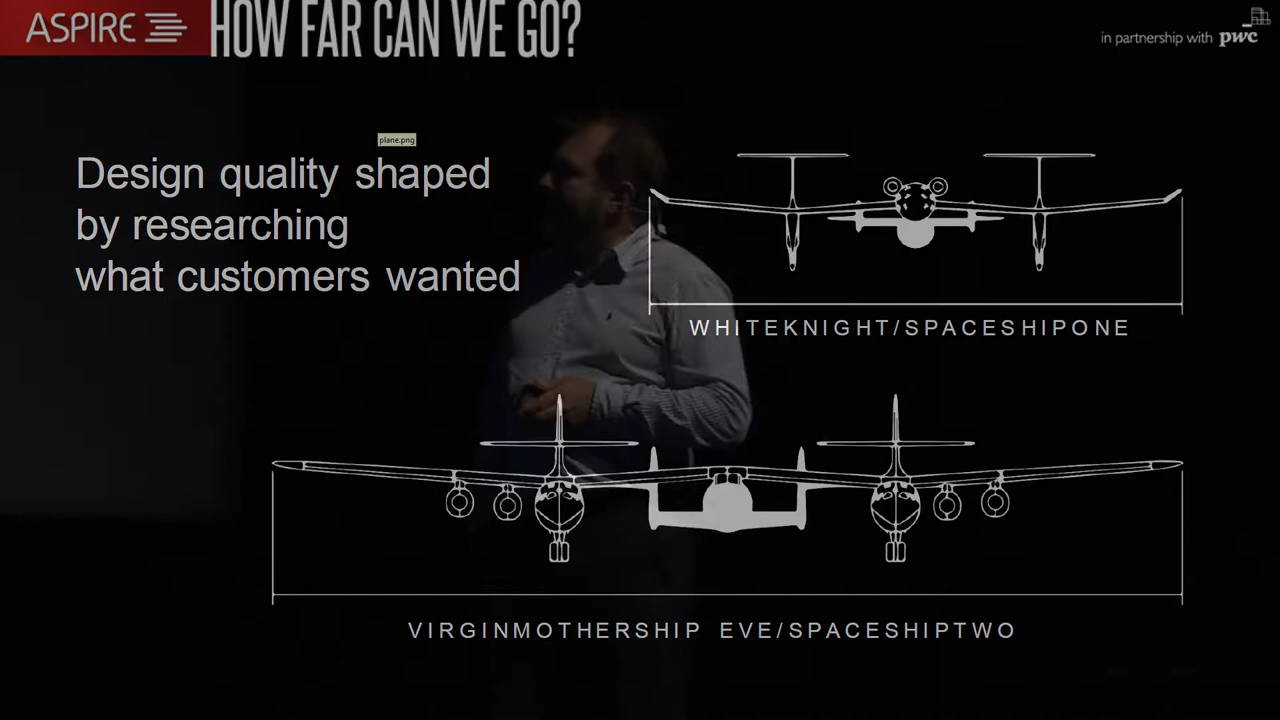 ASPIRE
HOW FAR CAN WE GO?
in partnership with pwc
plane.png
Design quality shaped
by researching
what customers wanted
WHITEKNIGHT/SPACESHIPONE
VIRGINMOTHERSHIP EVE/SPACESHIPTWO